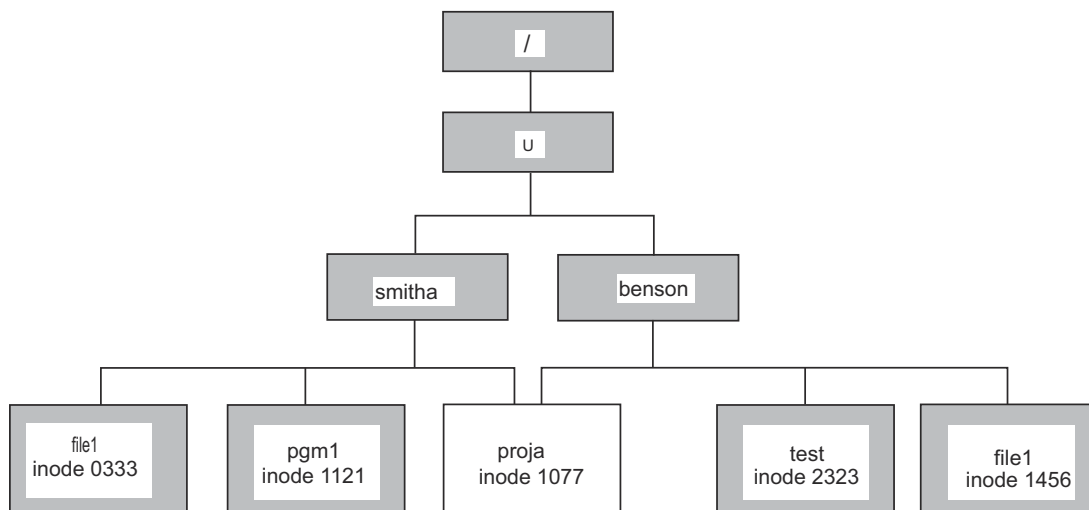 /
U
smitha
benson
file1
inode 0333
pgm1
inode 1121
proja
inode 1077
test
inode 2323
file1
inode 1456